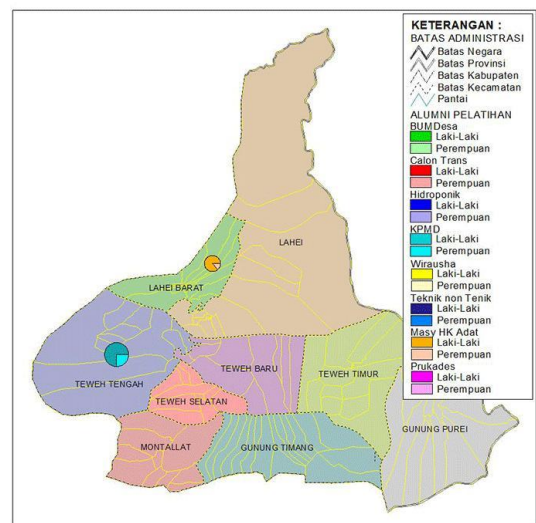 KETERANGAN :
BATAS ADMINISTRASI
Batas Negara
Batas Provinsi
Batas Kabupaten
Batas Kecamatan
Pantai
ALUMNI PELATIHAN
BUMDesa
Laki-Laki
Perempuan
Calon Trans
Laki-Laki
Perempuan
Hidroponik
Laki-Laki
Perempuan
KPMD
Laki-Laki
Perempuan
Wirausha
Laki-Laki
Perempuan
Teknik non Tenik
Laki-Laki
Perempuan
Masy HK Adat
Laki-Laki
Perempuan
Prukades
Laki-Laki
Perempuan
LAHEI
LAHEI BARAT
TEWEH TENGAH
TEWEH BARU
TEWEH TIMUR
TEWEH SELATAN
GUNUNG PUREI
MONTALLAT
GUNUNG TIMANG